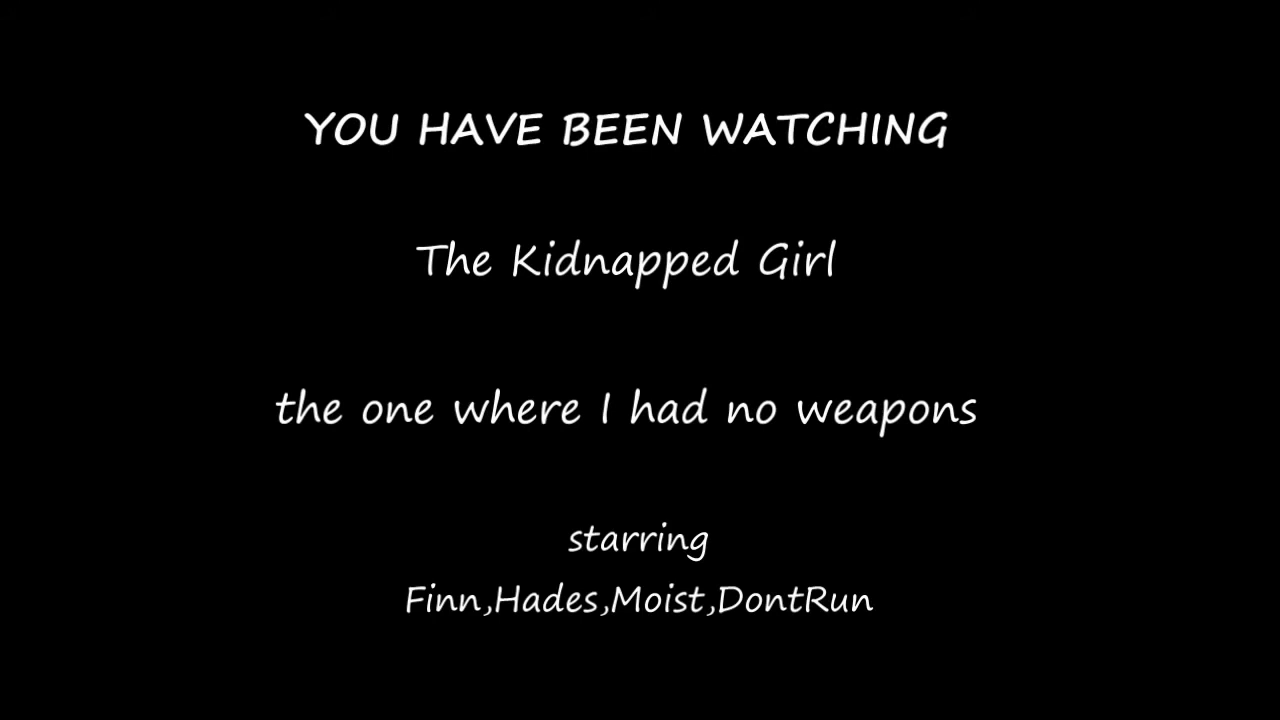 YOU HAVE BEEN WATCHING
The Kidnapped Girl
the one where I had no weapons
starring
Finn,Hades,Moist,DontRun